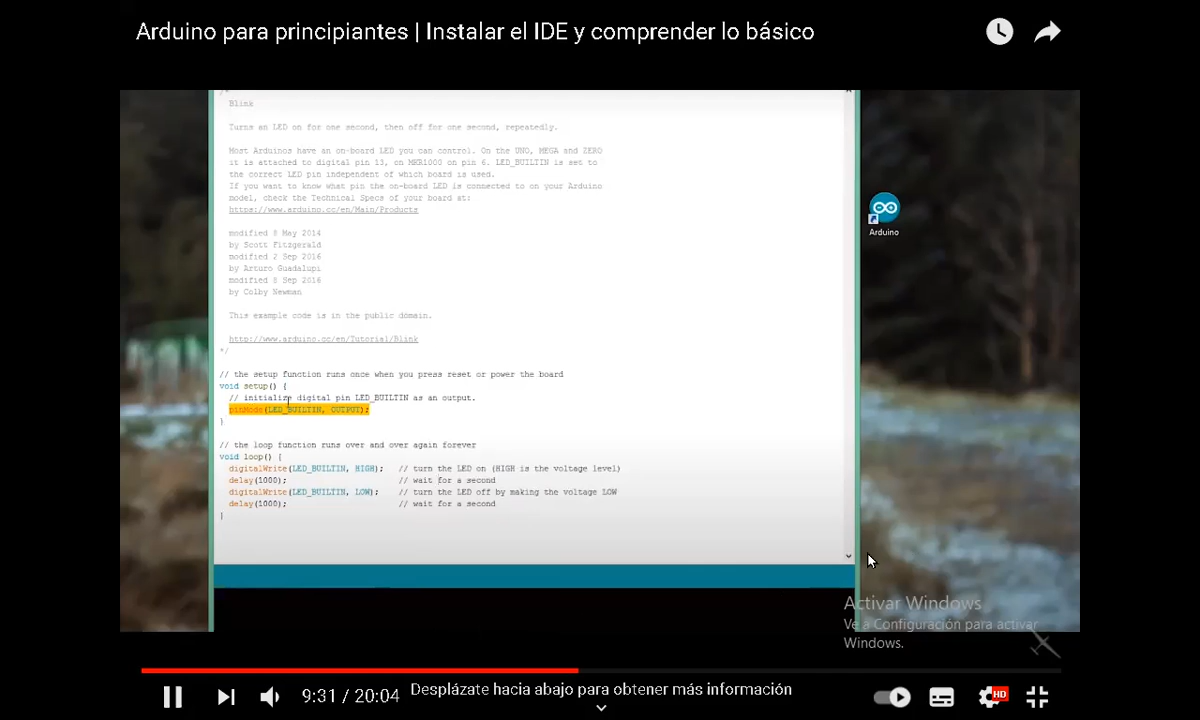 Arduino para principiantes | Instalar el IDE y comprender lo básico
/*
Blink
Turns an LED on for one second, then off for one second, repeatedly.
Most Arduinos have an on-board LED you can control. On the UNO, MEGA and ZERO
it is attached to digital pin 13, on MKR1000 on pin 6. LED_BUILTIN is set to
the correct LED pin independent of which board is used.
If you want to know what pin the on-board LED is connected to on your Arduino
model, check the Technical Specs of your board at:
https://www.arduino.cc/en/Main/Products
modified 8 May 2014
by Scott Fitzgerald
modified 2 Sep 2016
by Arturo Guadalupi
modified 8 Sep 2016
by Colby Newman
This example code is in the public domain.
http://www.arduino.cc/en/Tutorial/Blink
*/
// the setup function runs once when you press reset or power the board
void setup() {
// initialize digital pin LED_BUILTIN as an output.
pinMode(LED_BUILTIN, OUTPUT);
}
// the loop function runs over and over again forever
void loop() {
digitalWrite(LED_BUILTIN, HIGH); // turn the LED on (HIGH is the voltage level)
delay(1000); // wait for a second
digitalWrite(LED_BUILTIN, LOW); // turn the LED off by making the voltage LOW
delay(1000); // wait for a second
}
Arduino
Activar Windows
Ve a Configuración para activar
Windows.
9:31 / 20:04
Desplázate hacia abajo para obtener más información
HD